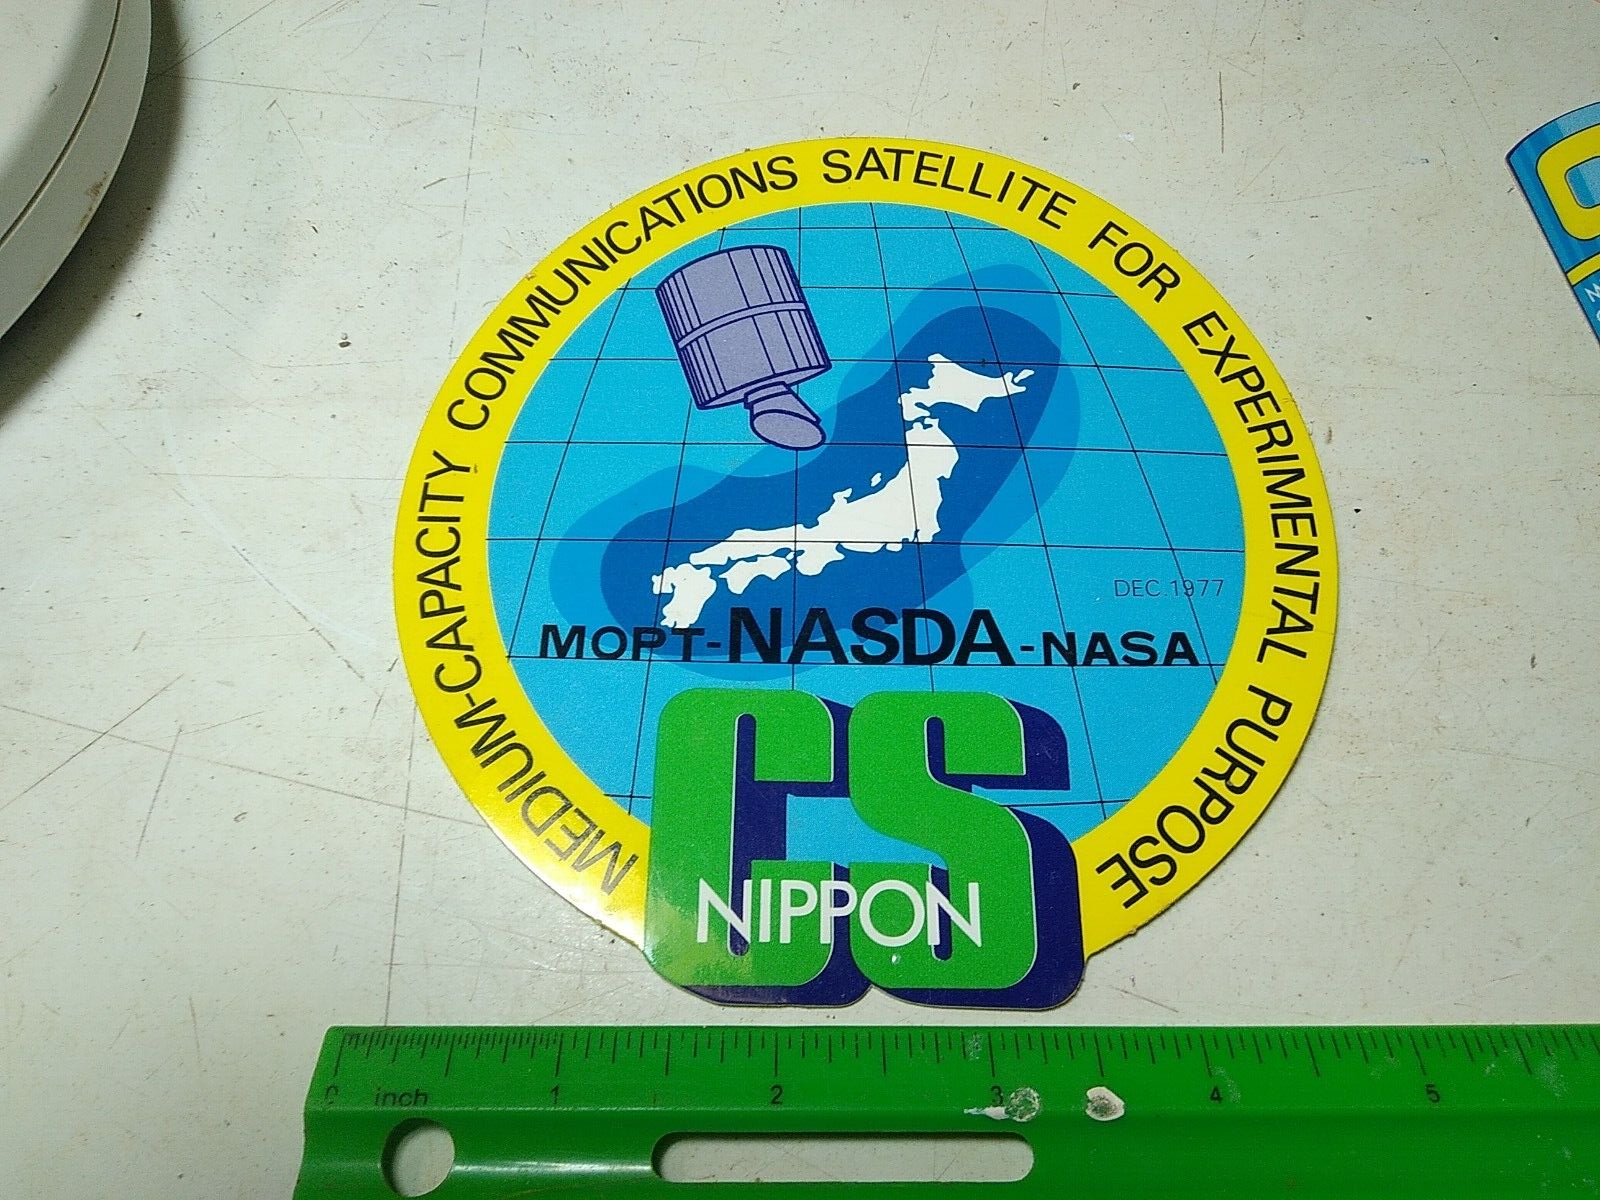 MEDIUM-CAPACITY COMMUNICATIONS SATELLITE FOR EXPERIMENTAL PURPOSE
DEC.1977
MOPT-NASDA-NASA
CS
NIPPON
0 inch 1 2 3 4 5